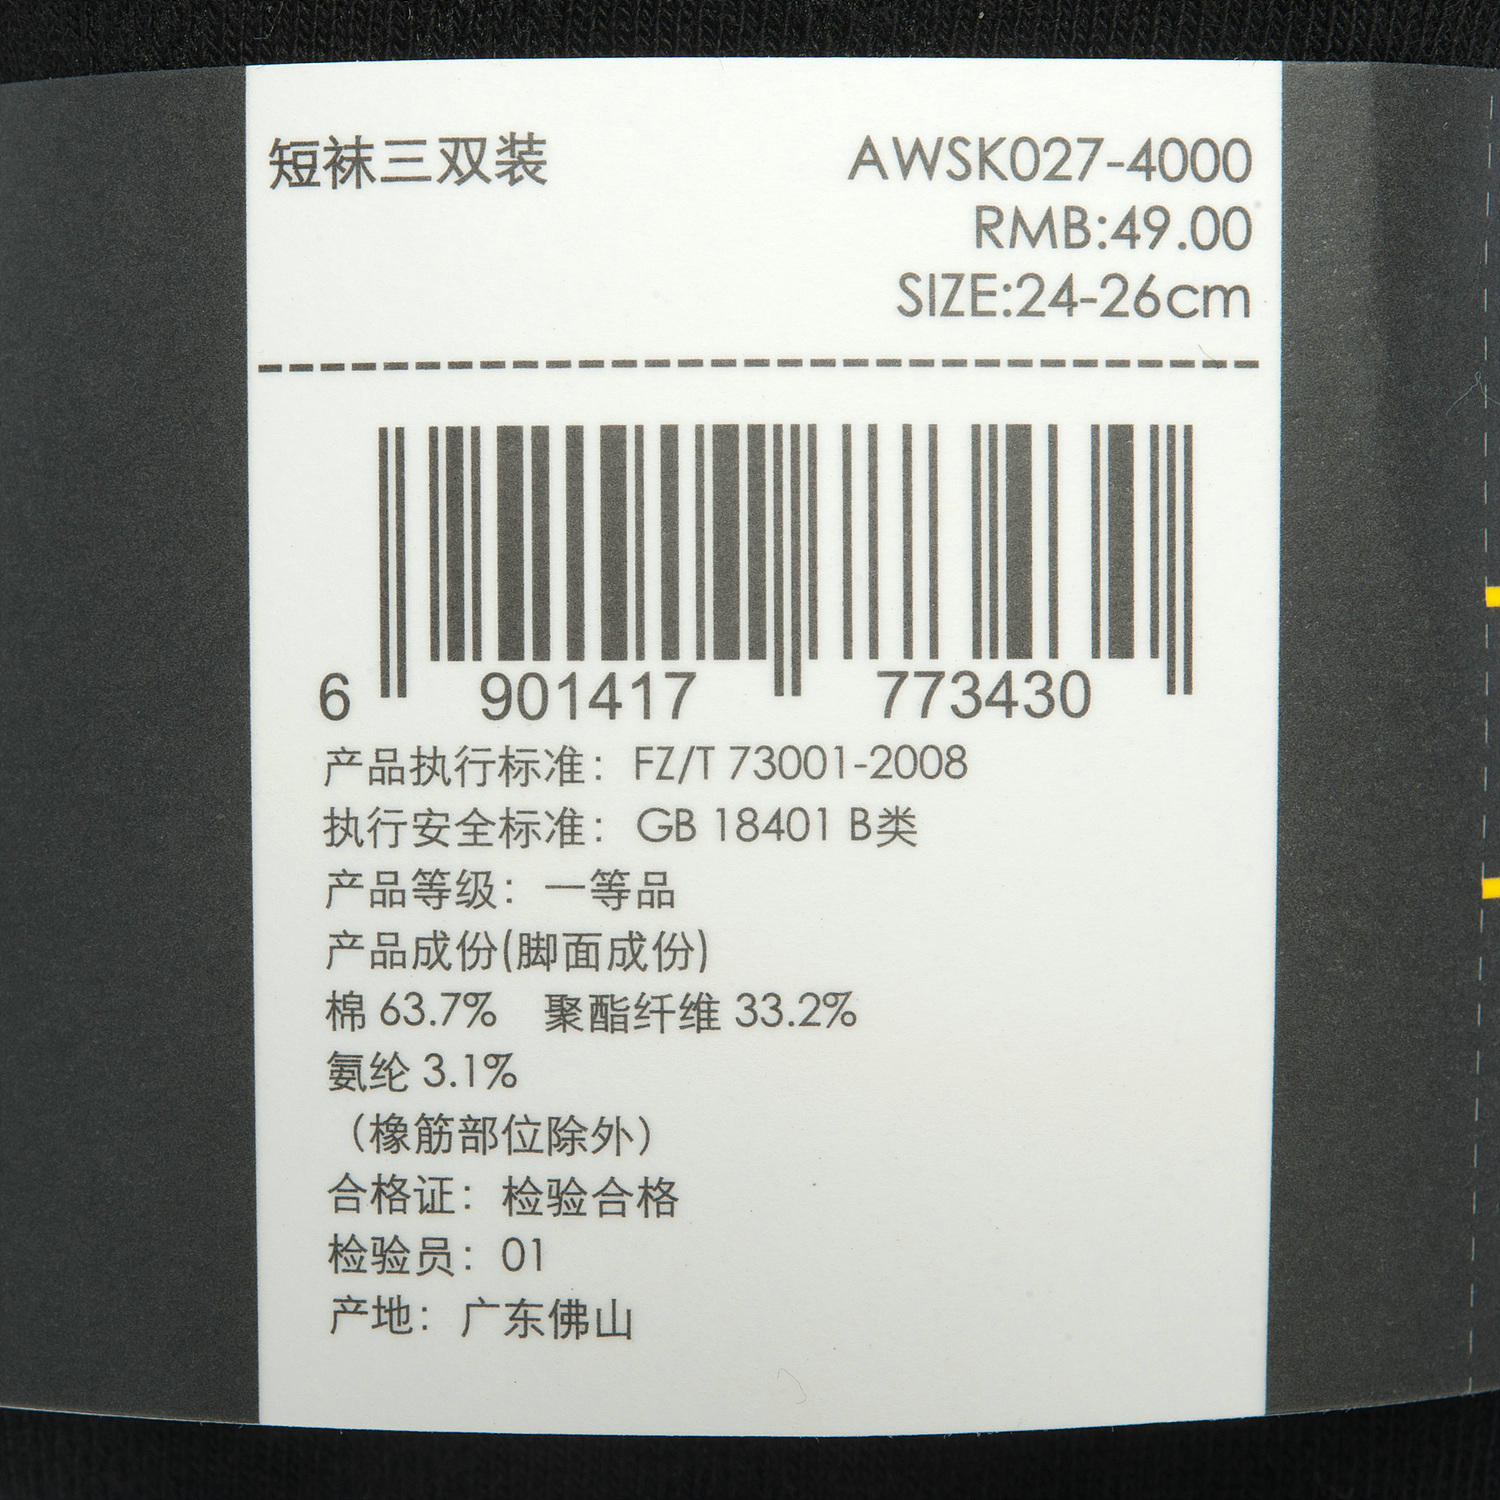 短袜三双装
AWSK027-4000
RMB:49.00
SIZE:24-26cm
6 901417 773430
产品执行标准：FZ/T 73001-2008
执行安全标准：GB 18401 B类
产品等级：一等品
产品成份(脚面成份)
棉 63.7% 聚酯纤维 33.2%
氨纶 3.1%
（橡筋部位除外）
合格证：检验合格
检验员：01
产地：广东佛山